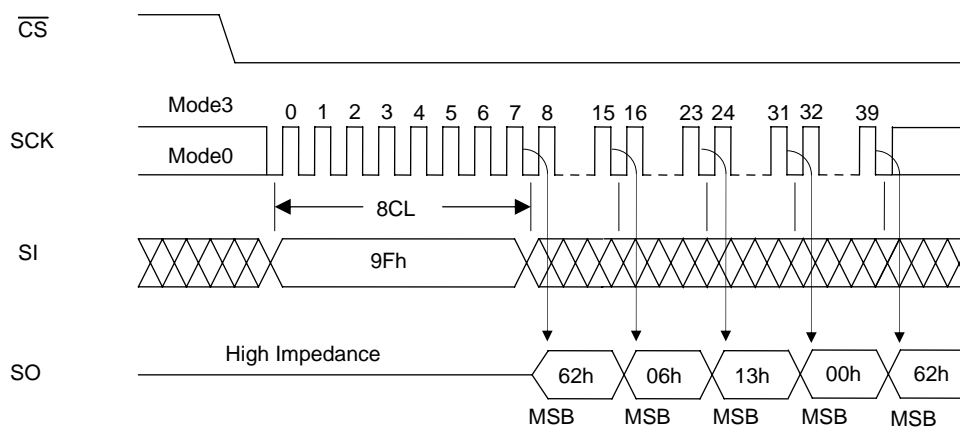 CS
Mode3
0 1 2 3 4 5 6 7 8 15 16 23 24 31 32 39
SCK
Mode0
8CL
SI
9Fh
High Impedance
SO
62h 06h 13h 00h 62h
MSB MSB MSB MSB MSB